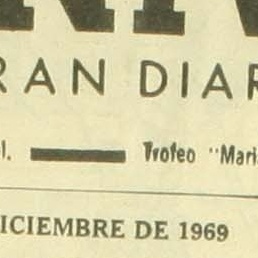 RAN DIAR
l. Trofeo "Mari
ICIEMBRE DE 1969